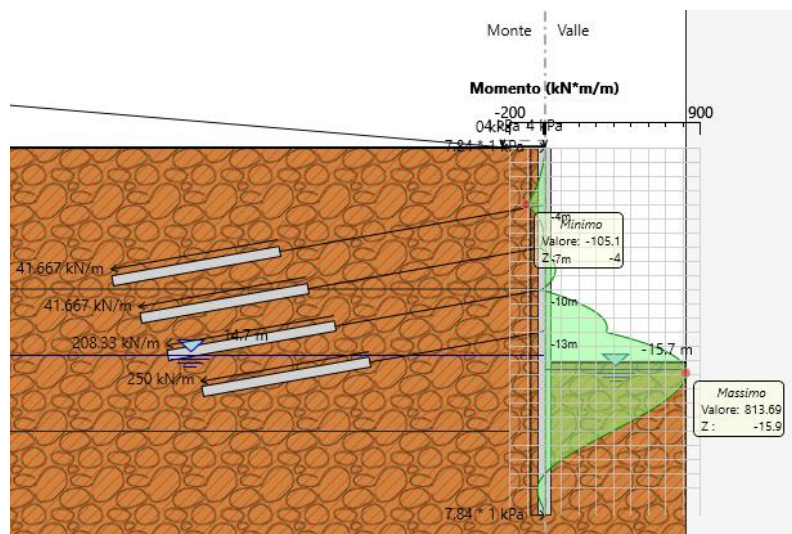 Monte Valle
Momento (kN*m/m)
-200 900
4 kPa
7.84 * 1 kPa
-4m
Minimo
Valore: -105.1
Z -4
-7m
41.667 kN/m
41.667 kN/m
-10m
208.33 kN/m
14.7 m
-13m
-15.7 m
250 kN/m
Massimo
Valore: 813.69
Z : -15.9
7.84 * 1 kPa